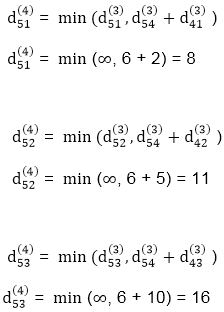 d₅₁⁽⁴⁾ = min (d₅₁⁽³⁾, d₅₄⁽³⁾ + d₄₁⁽³⁾ )
d₅₁⁽⁴⁾ = min (∞, 6 + 2) = 8
d₅₂⁽⁴⁾ = min (d₅₂⁽³⁾, d₅₄⁽³⁾ + d₄₂⁽³⁾ )
d₅₂⁽⁴⁾ = min (∞, 6 + 5) = 11
d₅₃⁽⁴⁾ = min (d₅₃⁽³⁾, d₅₄⁽³⁾ + d₄₃⁽³⁾ )
d₅₃⁽⁴⁾ = min (∞, 6 + 10) = 16